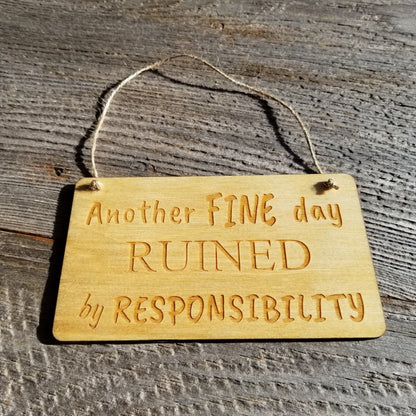 Another FINE day
RUINED
by RESPONSIBILITY